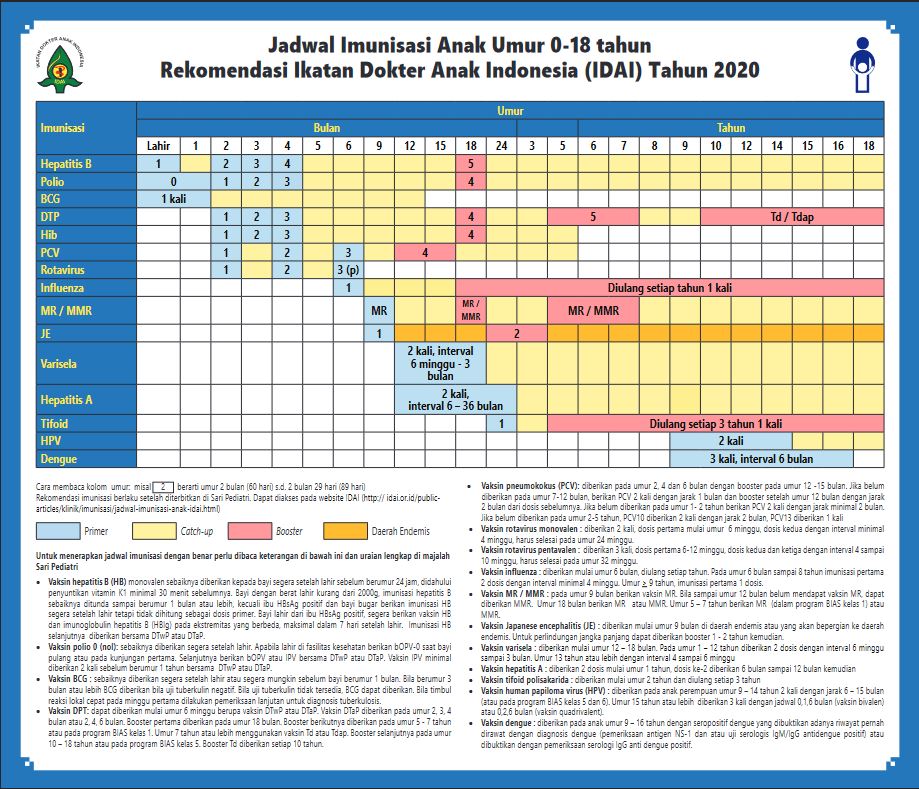 IKATAN DOKTER ANAK INDONESIA
IDAI
Jadwal Imunisasi Anak Umur 0-18 tahun
Rekomendasi Ikatan Dokter Anak Indonesia (IDAI) Tahun 2020
Imunisasi Umur
Bulan Tahun
Lahir 1 2 3 4 5 6 9 12 15 18 24 3 5 6 7 8 9 10 12 14 15 16 18
Hepatitis B 1 2 3 4 5
Polio 0 1 2 3 4
BCG 1 kali
DTP 1 2 3 4 5 Td / Tdap
Hib 1 2 3 4
PCV 1 2 3 4
Rotavirus 1 2 3 (p)
Influenza 1 Diulang setiap tahun 1 kali
MR / MMR MR MR / MMR MR / MMR
JE 1 2
Varisela 2 kali, interval
6 minggu - 3
bulan
Hepatitis A 2 kali,
interval 6 – 36 bulan
Tifoid 1 Diulang setiap 3 tahun 1 kali
HPV 2 kali
Dengue 3 kali, interval 6 bulan
Cara membaca kolom umur: misal 2 berarti umur 2 bulan (60 hari) s.d. 2 bulan 29 hari (89 hari)
Rekomendasi imunisasi berlaku setelah diterbitkan di Sari Pediatri. Dapat diakses pada website IDAI (http:// idai.or.id/public-
articles/klinik/imunisasi/jadwal-imunisasi-anak-idai.html)
Primer Catch-up Booster Daerah Endemis
Untuk menerapkan jadwal imunisasi dengan benar perlu dibaca keterangan di bawah ini dan uraian lengkap di majalah
Sari Pediatri
• Vaksin hepatitis B (HB) monovalen sebaiknya diberikan kepada bayi segera setelah lahir sebelum berumur 24 jam, didahului
penyuntikan vitamin K1 minimal 30 menit sebelumnya. Bayi dengan berat lahir kurang dari 2000g, imunisasi hepatitis B
sebaiknya ditunda sampai berumur 1 bulan atau lebih, kecuali ibu HBsAg positif dan bayi bugar berikan imunisasi HB
segera setelah lahir tetapi tidak dihitung sebagai dosis primer. Bayi lahir dari ibu HBsAg positif, segera berikan vaksin HB
dan imunoglobulin hepatitis B (HBIg) pada ekstremitas yang berbeda, maksimal dalam 7 hari setelah lahir. Imunisasi HB
selanjutnya diberikan bersama DTwP atau DTaP.
• Vaksin polio 0 (nol): sebaiknya diberikan segera setelah lahir. Apabila lahir di fasilitas kesehatan berikan bOPV-0 saat bayi
pulang atau pada kunjungan pertama. Selanjutnya berikan bOPV atau IPV bersama DTwP atau DTaP. Vaksin IPV minimal
diberikan 2 kali sebelum berumur 1 tahun bersama DTwP atau DTaP.
• Vaksin BCG : sebaiknya diberikan segera setelah lahir atau segera mungkin sebelum bayi berumur 1 bulan. Bila berumur 3
bulan atau lebih BCG diberikan bila uji tuberkulin negatif. Bila uji tuberkulin tidak tersedia, BCG dapat diberikan. Bila timbul
reaksi lokal cepat pada minggu pertama dilakukan pemeriksaan lanjutan untuk diagnosis tuberculosis.
• Vaksin DPT: dapat diberikan mulai umur 6 minggu berupa vaksin DTwP atau DTaP. Vaksin DTaP diberikan pada umur 2, 3, 4
bulan atau 2, 4, 6 bulan. Booster pertama diberikan pada umur 18 bulan. Booster berikutnya diberikan pada umur 5 - 7 tahun
atau pada program BIAS kelas 1. Umur 7 tahun atau lebih menggunakan vaksin Td atau Tdap. Booster selanjutnya pada umur
10 – 18 tahun atau pada program BIAS kelas 5. Booster Td diberikan setiap 10 tahun.
• Vaksin pneumokokus (PCV): diberikan pada umur 2, 4 dan 6 bulan dengan booster pada umur 12 -15 bulan. Jika belum
diberikan pada umur 7-12 bulan, berikan PCV 2 kali dengan jarak 1 bulan dan booster setelah umur 12 bulan dengan jarak
2 bulan dari dosis sebelumnya. Jika belum diberikan pada umur 1- 2 tahun berikan PCV 2 kali dengan jarak minimal 2 bulan.
Jika belum diberikan pada umur 2-5 tahun, PCV10 diberikan 2 kali dengan jarak 2 bulan, PCV13 diberikan 1 kali
• Vaksin rotavirus monovalen : diberikan 2 kali, dosis pertama mulai umur 6 minggu, dosis kedua dengan interval minimal
4 minggu, harus selesai pada umur 24 minggu.
• Vaksin rotavirus pentavalen : diberikan 3 kali, dosis pertama 6-12 minggu, dosis kedua dan ketiga dengan interval 4 sampai
10 minggu, harus selesai pada umur 32 minggu.
• Vaksin influenza : diberikan mulai umur 6 bulan, diulang setiap tahun. Pada umur 6 bulan sampai 8 tahun imunisasi pertama
2 dosis dengan interval minimal 4 minggu. Umur > 9 tahun, imunisasi pertama 1 dosis.
• Vaksin MR / MMR : pada umur 9 bulan berikan vaksin MR. Bila sampai umur 12 bulan belum mendapat vaksin MR, dapat
diberikan MMR. Umur 18 bulan berikan MR atau MMR. Umur 5 – 7 tahun berikan MR (dalam program BIAS kelas 1) atau
MMR.
• Vaksin Japanese encephalitis (JE) : diberikan mulai umur 9 bulan di daerah endemis atau yang akan bepergian ke daerah
endemis. Untuk perlindungan jangka panjang dapat diberikan booster 1 - 2 tahun kemudian.
• Vaksin varisela : diberikan mulai umur 12 – 18 bulan. Pada umur 1 – 12 tahun diberikan 2 dosis dengan interval 6 minggu
sampai 3 bulan. Umur 13 tahun atau lebih dengan interval 4 sampai 6 minggu
• Vaksin hepatitis A : diberikan 2 dosis mulai umur 1 tahun, dosis ke-2 diberikan 6 bulan sampai 12 bulan kemudian
• Vaksin tifoid polisakarida : diberikan mulai umur 2 tahun dan diulang setiap 3 tahun
• Vaksin human papiloma virus (HPV) : diberikan pada anak perempuan umur 9 – 14 tahun 2 kali dengan jarak 6 – 15 bulan
(atau pada program BIAS kelas 5 dan 6). Umur 15 tahun atau lebih diberikan 3 kali dengan jadwal 0,1,6 bulan (vaksin bivalen)
atau 0,2,6 bulan (vaksin quadrivalent).
• Vaksin dengue : diberikan pada anak umur 9 – 16 tahun dengan seropositif dengue yang dibuktikan adanya riwayat pernah
dirawat dengan diagnosis dengue (pemeriksaan antigen NS-1 dan atau uji serologis IgM/IgG antidengue positif) atau
dibuktikan dengan pemeriksaan serologi IgG anti dengue positif.